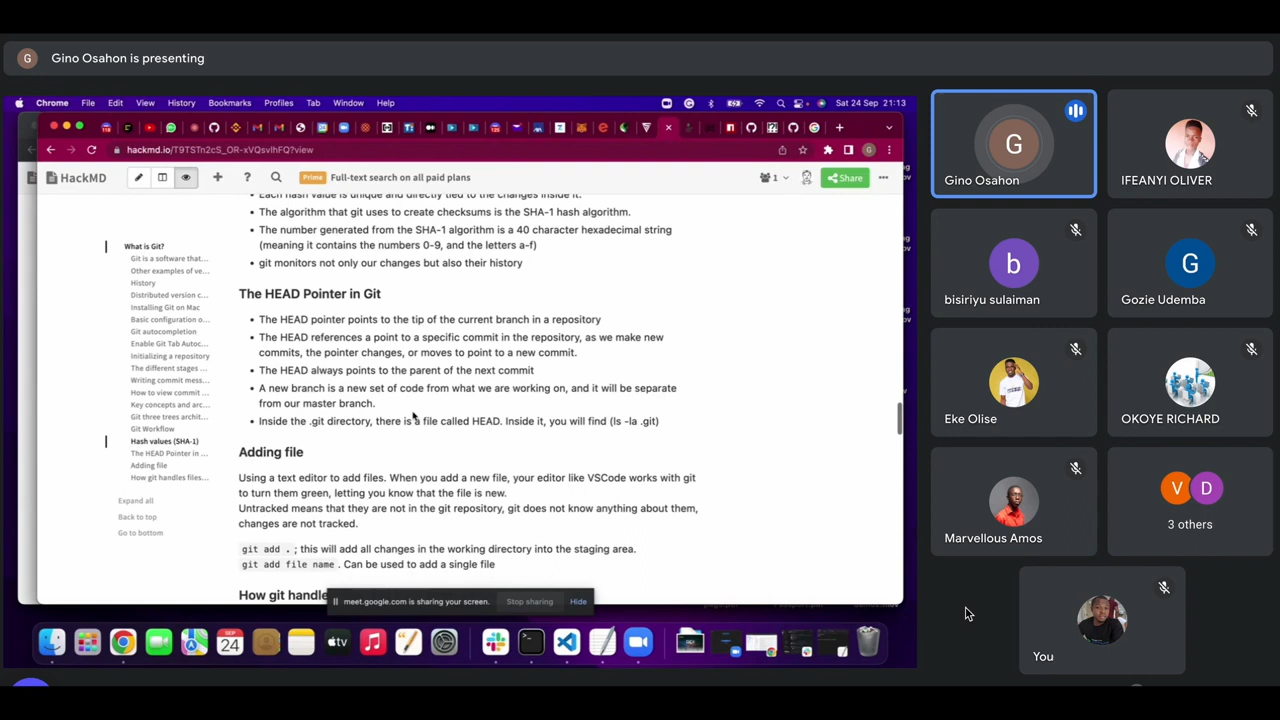 G
Gino Osahon is presenting
Chrome File Edit View History Bookmarks Profiles Tab Window Help
Sat 24 Sep 21:13
hackmd.io/T9TSTn2cS_OR-xVQsvlhFQ?view
G
HackMD
Prime Full-text search on all paid plans
1
Share
What is Git?
Git is a software that...
Other examples of ve...
History
Distributed version c...
Installing Git on Mac
Basic configuration o...
Git autocompletion
Enable Git Tab Autoc...
Initializing a repository
The different stages ...
Writing commit mess...
How to view commit ...
Key concepts and arc...
Git three trees archit...
Git Workflow
Hash values (SHA-1)
The HEAD Pointer in ...
Adding file
How git handles files...
Expand all
Back to top
Go to bottom
Each hash value is unique and directly tied to the changes inside it.
• The algorithm that git uses to create checksums is the SHA-1 hash algorithm.
• The number generated from the SHA-1 algorithm is a 40 character hexadecimal string
(meaning it contains the numbers 0-9, and the letters a-f)
• git monitors not only our changes but also their history
The HEAD Pointer in Git
• The HEAD pointer points to the tip of the current branch in a repository
• The HEAD references a point to a specific commit in the repository, as we make new
commits, the pointer changes, or moves to point to a new commit.
• The HEAD always points to the parent of the next commit
• A new branch is a new set of code from what we are working on, and it will be separate
from our master branch.
• Inside the .git directory, there is a file called HEAD. Inside it, you will find (ls -la .git)
Adding file
Using a text editor to add files. When you add a new file, your editor like VSCode works with git
to turn them green, letting you know that the file is new.
Untracked means that they are not in the git repository, git does not know anything about them,
changes are not tracked.
git add . ; this will add all changes in the working directory into the staging area.
git add file name . Can be used to add a single file
How git handle
meet.google.com is sharing your screen. Stop sharing Hide
SEP
24
tv
G
Gino Osahon
IFEANYI OLIVER
b
bisiriyu sulaiman
G
Gozie Udemba
Eke Olise
OKOYE RICHARD
Marvellous Amos
V D
3 others
You